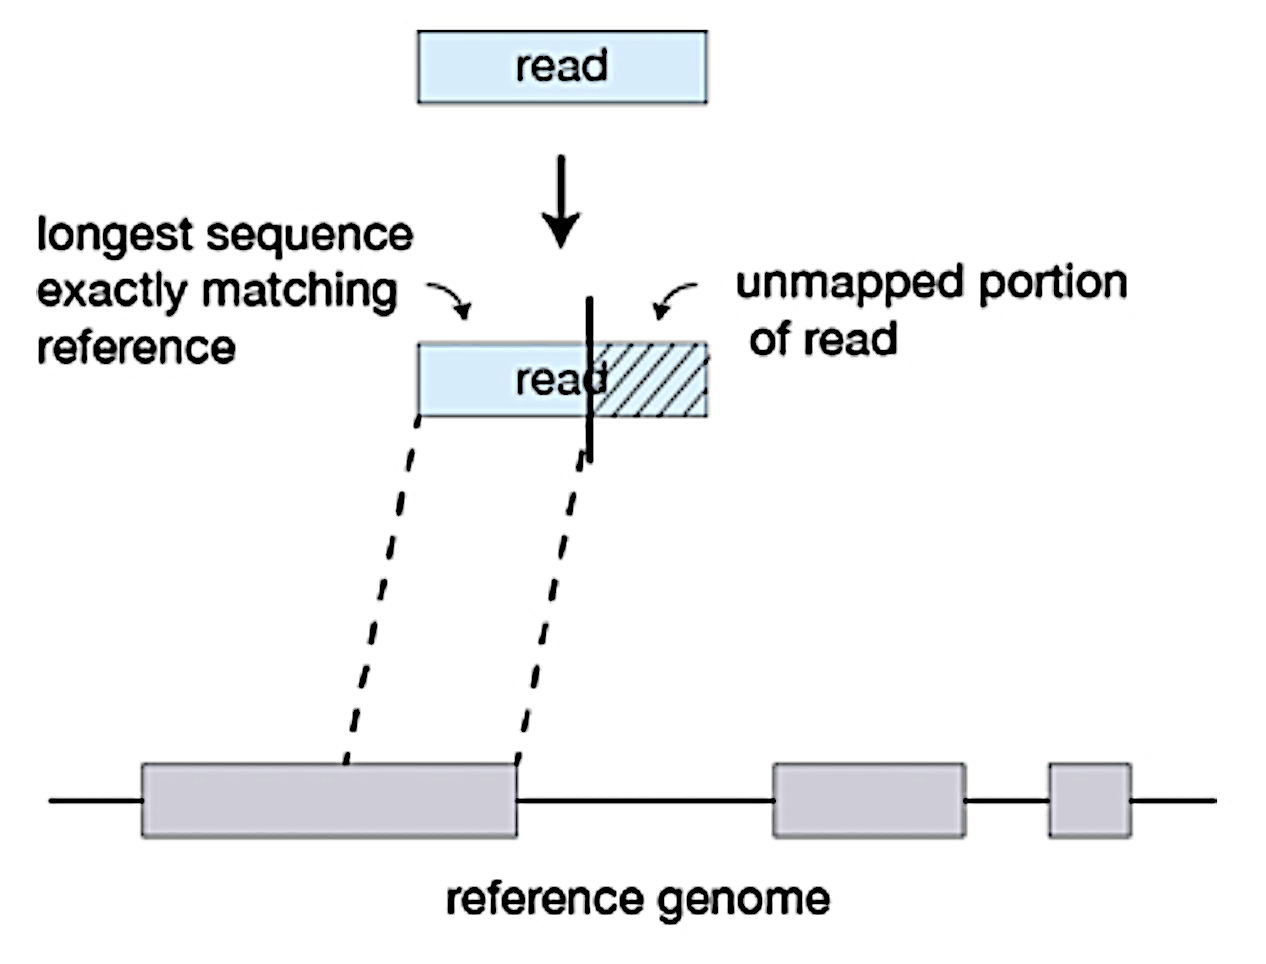 read
longest sequence
exactly matching
reference
unmapped portion
of read
read
reference genome